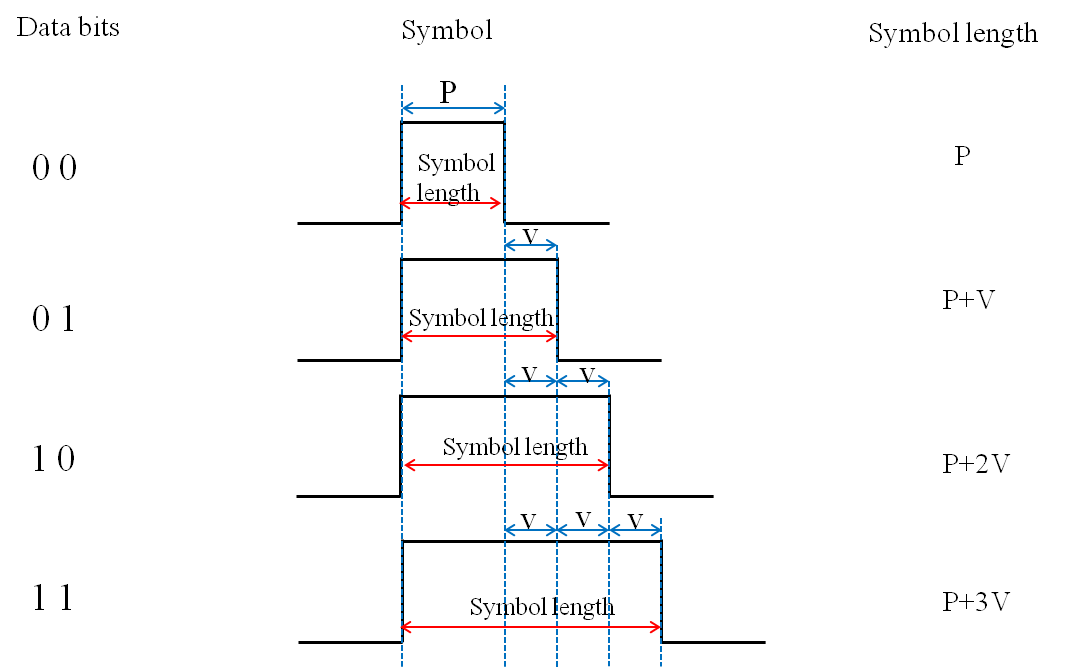 Data bits
Symbol
Symbol length
P
0 0
Symbol
length
P
V
0 1
Symbol length
P+V
V V
1 0
Symbol length
P+2V
V V V
1 1
Symbol length
P+3V